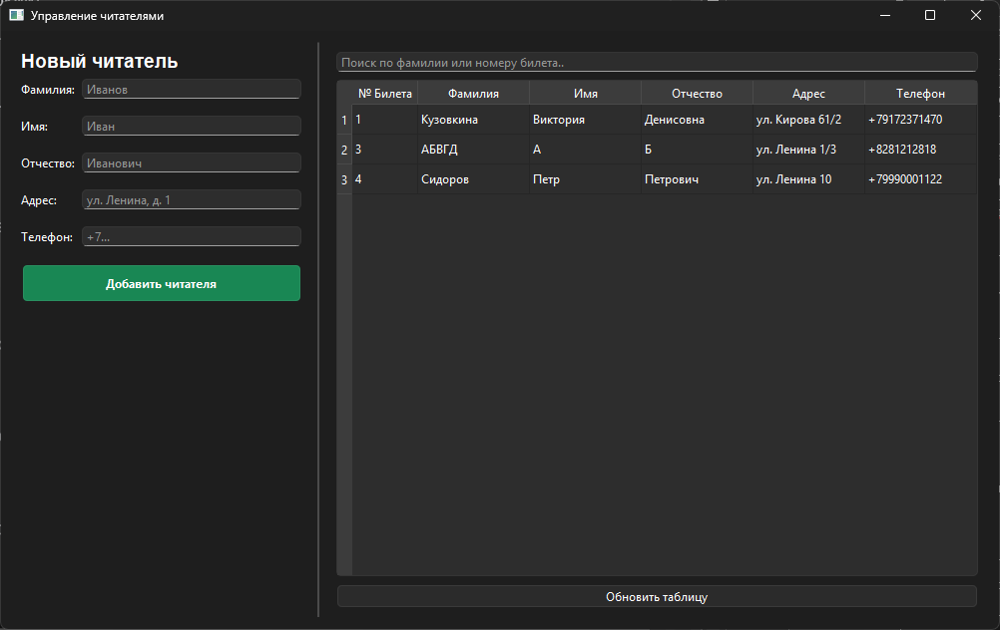 Управление читателями
Новый читатель
Фамилия: Иванов
Имя: Иван
Отчество: Иванович
Адрес: ул. Ленина, д. 1
Телефон: +7...
Добавить читателя
Поиск по фамилии или номеру билета..
№ Билета Фамилия Имя Отчество Адрес Телефон
1 1 Кузовкина Виктория Денисовна ул. Кирова 61/2 +79172371470
2 3 АБВГД А Б ул. Ленина 1/3 +8281212818
3 4 Сидоров Петр Петрович ул. Ленина 10 +79990001122
Обновить таблицу